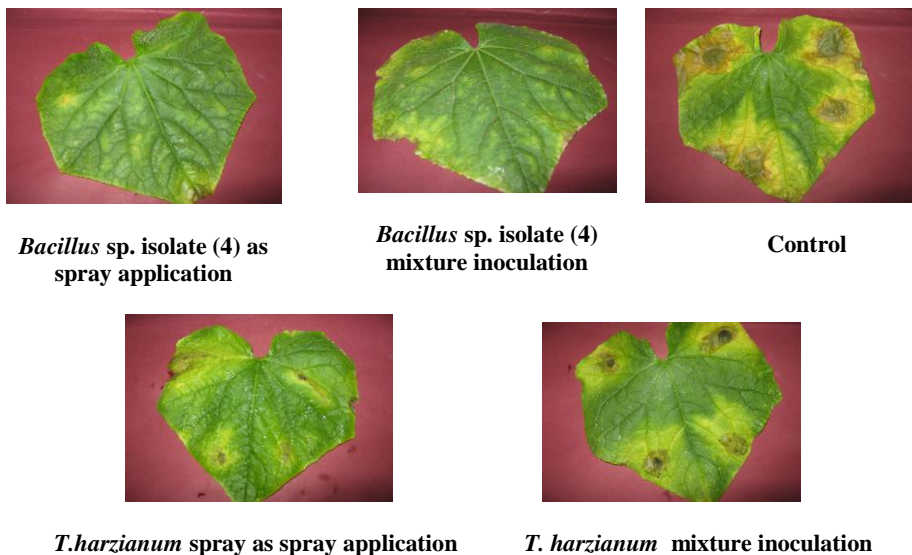 Bacillus sp. isolate (4) as
spray application
Bacillus sp. isolate (4)
mixture inoculation
Control
T.harzianum spray as spray application
T. harzianum mixture inoculation